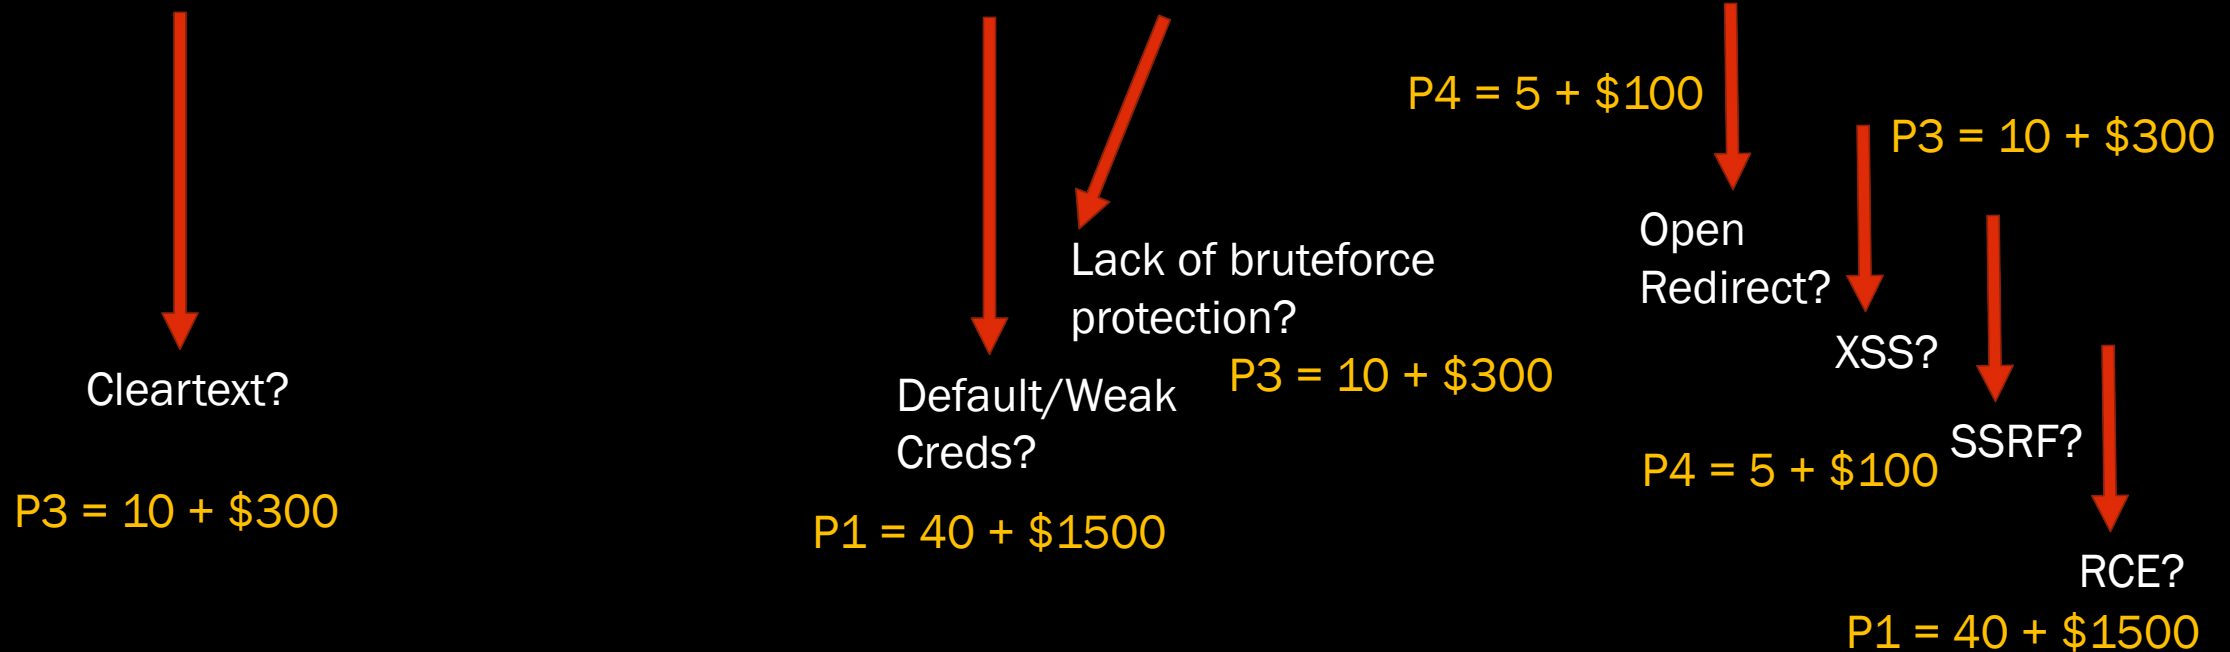 P4 = 5 + $100
P3 = 10 + $300
Open
Redirect?
Lack of bruteforce
protection?
XSS?
P3 = 10 + $300
Cleartext?
Default/Weak
Creds?
SSRF?
P4 = 5 + $100
P3 = 10 + $300
P1 = 40 + $1500
RCE?
P1 = 40 + $1500